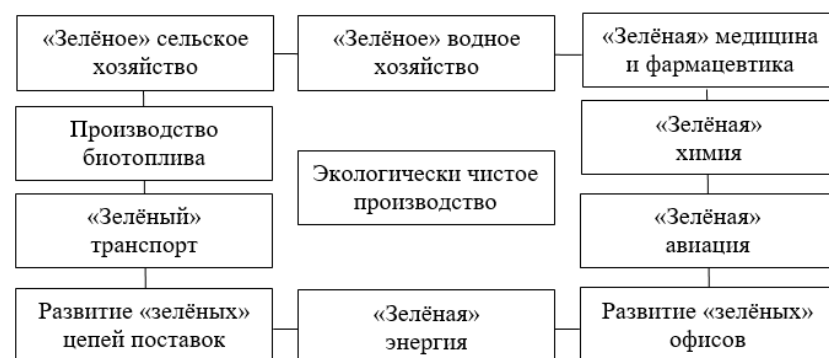 «Зелёное» сельское
хозяйство
«Зелёное» водное
хозяйство
«Зелёная» медицина
и фармацевтика
Производство
биотоплива
«Зелёная»
химия
Экологически чистое
производство
«Зелёный»
транспорт
«Зелёная»
авиация
Развитие «зелёных»
цепей поставок
«Зелёная»
энергия
Развитие «зелёных»
офисов